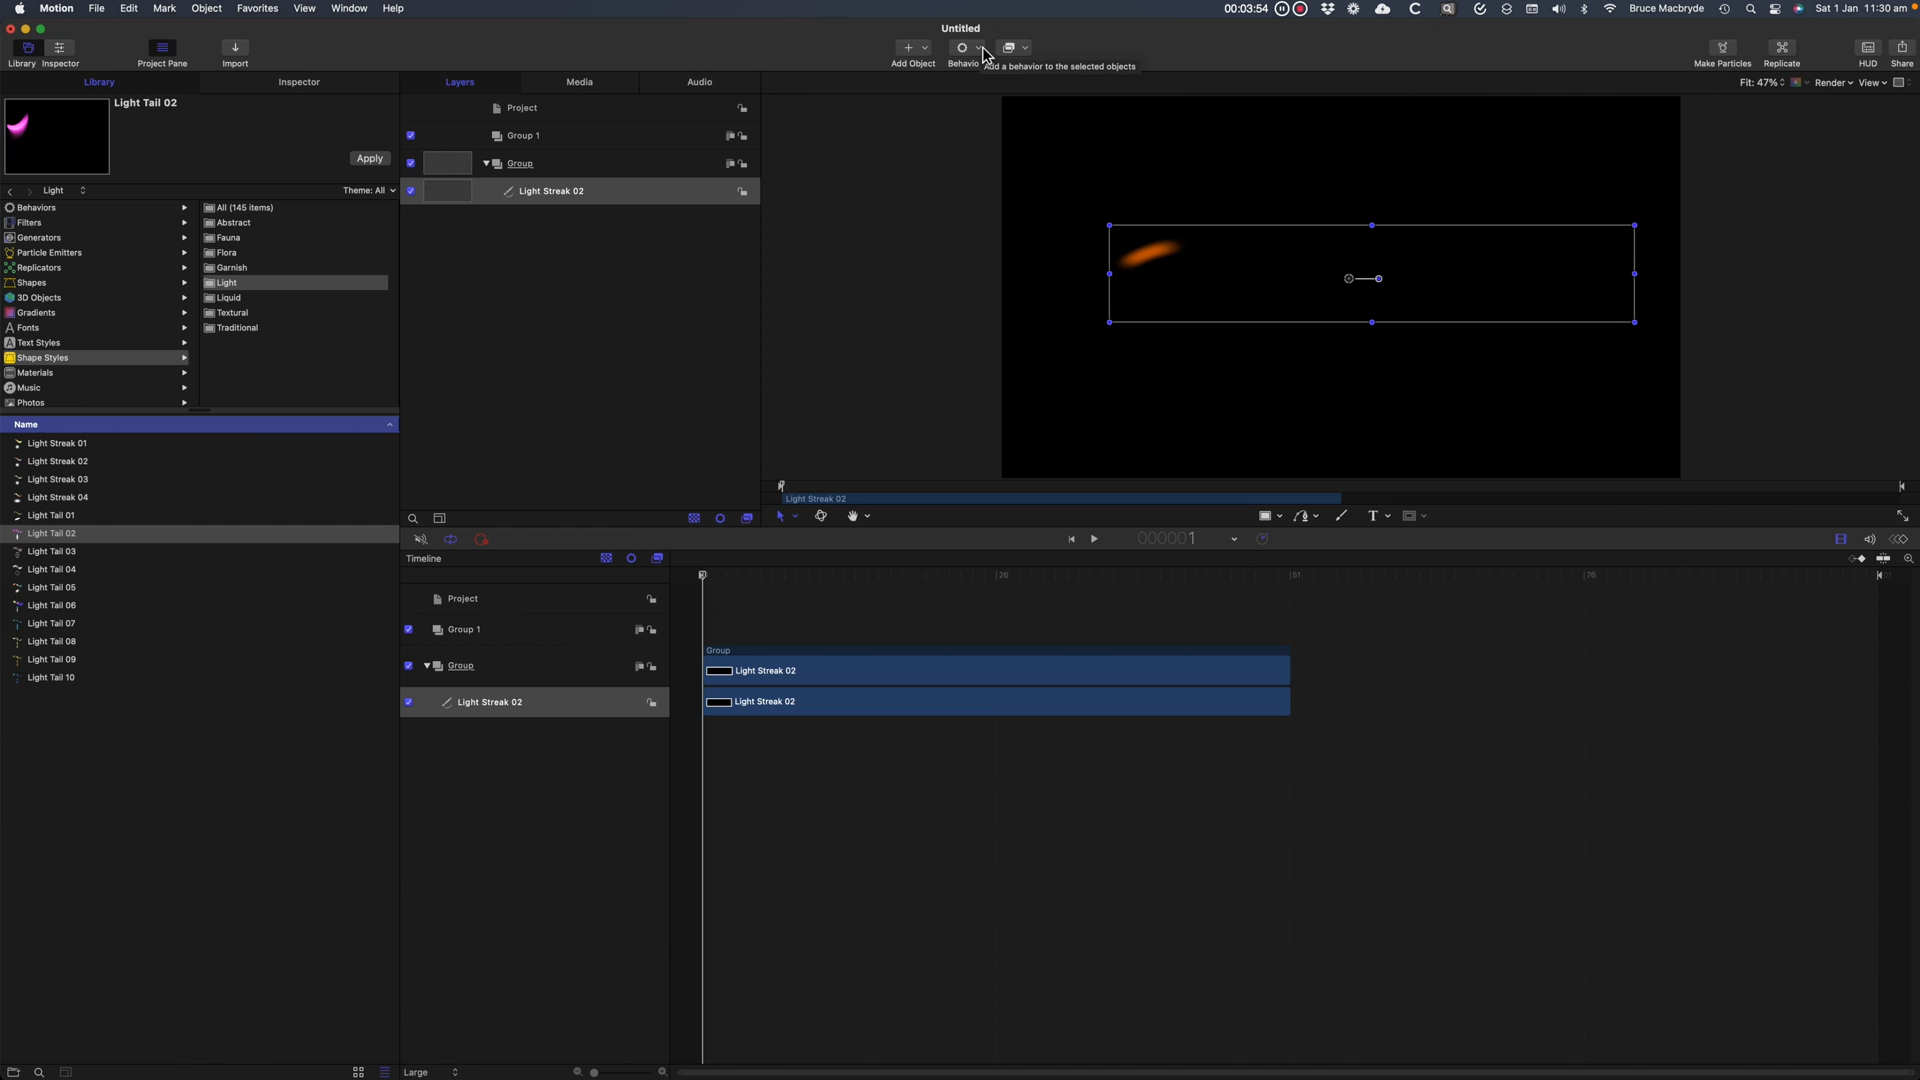 Motion File Edit Mark Object Favorites View Window Help 00:03:54 Bruce Macbryde Sat 1 Jan 11:30 am
Untitled
Library Inspector Project Pane Import Add Object Behavio Add a behavior to the selected objects Make Particles Replicate HUD Share
Library Inspector Layers Media Audio Fit: 47% Render View
Light Tail 02
Apply
Light Theme: All
Behaviors
Filters
Generators
Particle Emitters
Replicators
Shapes
3D Objects
Gradients
Fonts
Text Styles
Shape Styles
Materials
Music
Photos
All (145 items)
Abstract
Fauna
Flora
Garnish
Light
Liquid
Textural
Traditional
Name
Light Streak 01
Light Streak 02
Light Streak 03
Light Streak 04
Light Tail 01
Light Tail 02
Light Tail 03
Light Tail 04
Light Tail 05
Light Tail 06
Light Tail 07
Light Tail 08
Light Tail 09
Light Tail 10
Project
Group 1
Group
Light Streak 02
Light Streak 02
T
000001
Timeline
26 51 76
Project
Group 1
Group
Light Streak 02
Group
Light Streak 02
Light Streak 02
Large